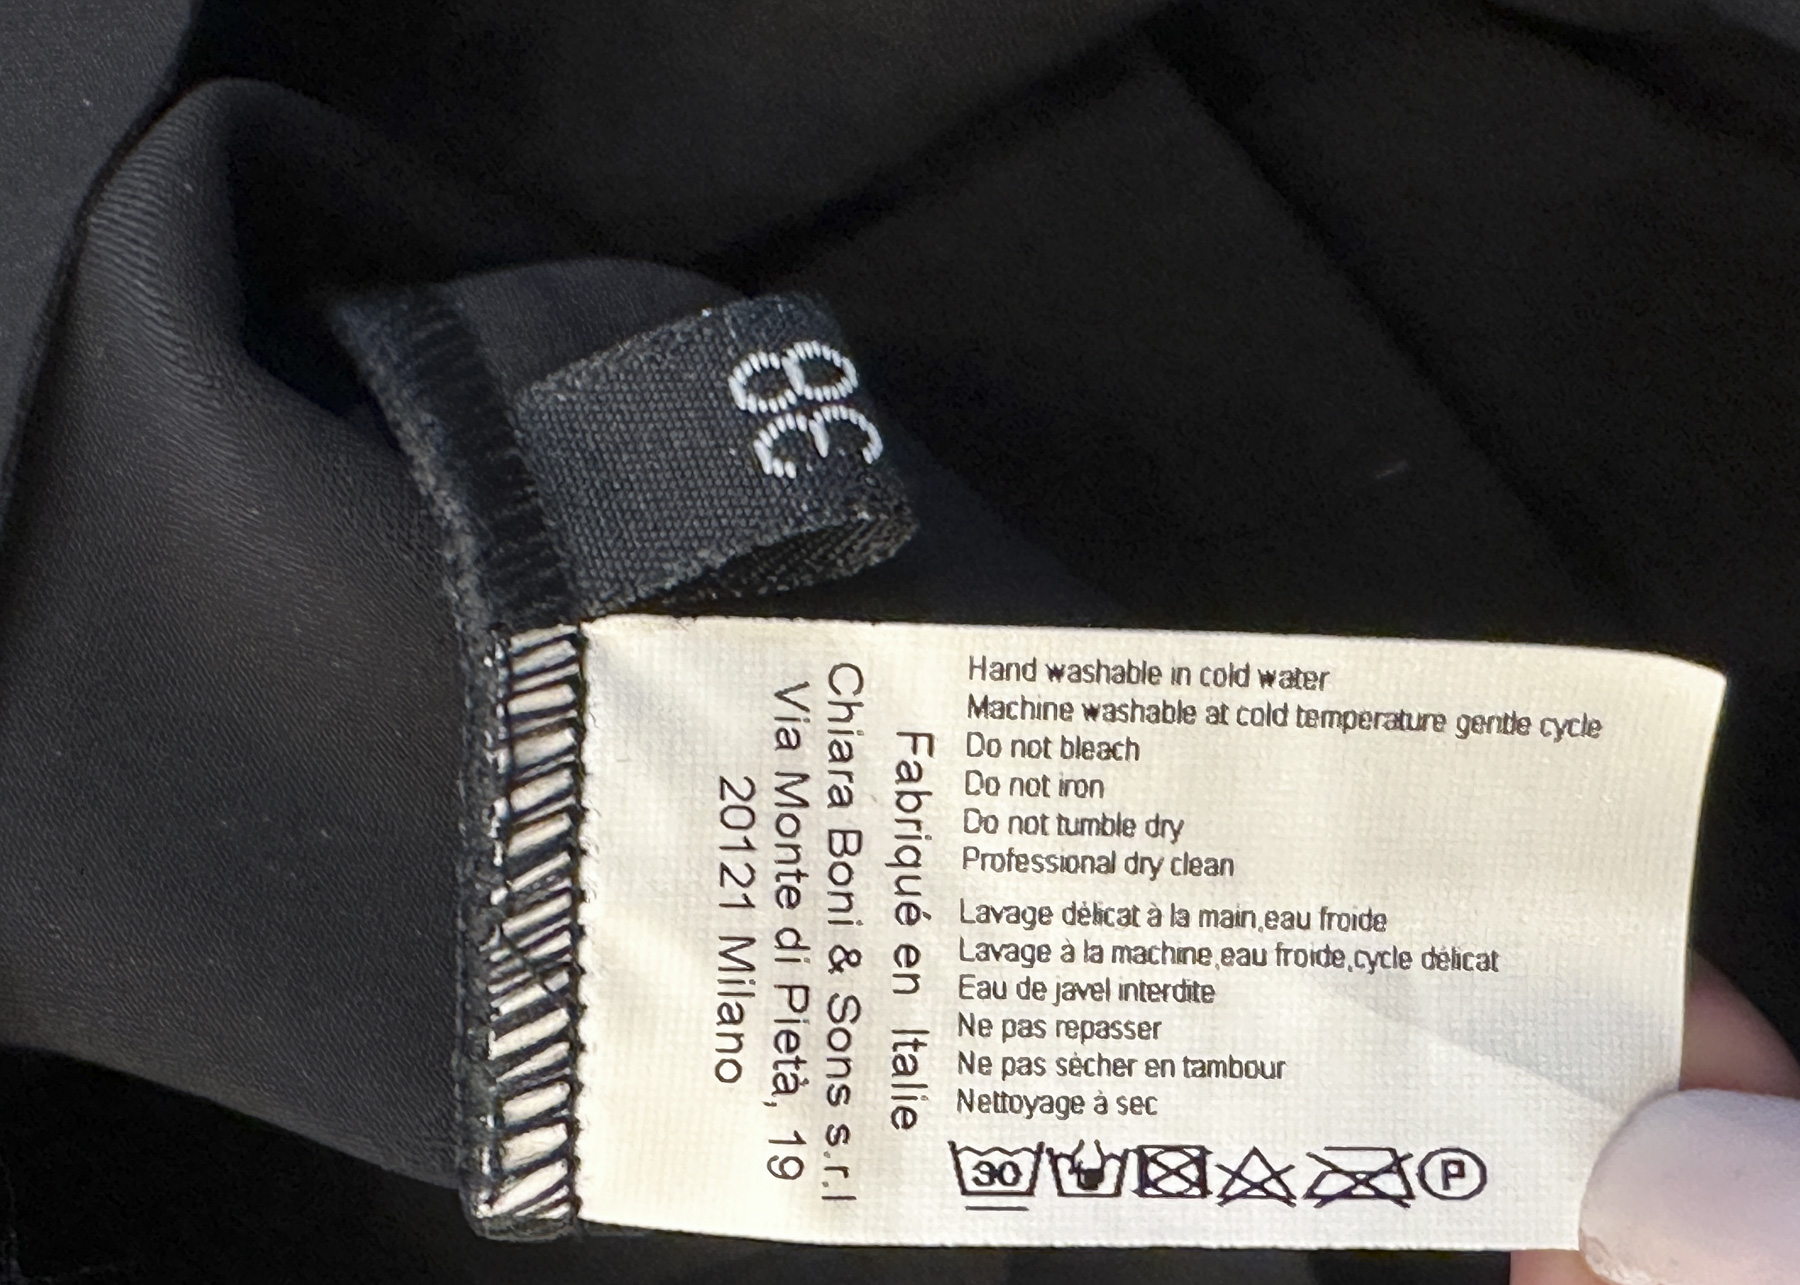 38
Hand washable in cold water
Machine washable at cold temperature gentle cycle
Do not bleach
Do not iron
Do not tumble dry
Professional dry clean
Lavage délicat à la main,eau froide
Lavage à la machine,eau froide,cycle délicat
Eau de javel interdite
Ne pas repasser
Ne pas sècher en tambour
Nettoyage à sec
30
P
Fabriqué en Italie
Chiara Boni & Sons s.r.l
Via Monte di Pietà, 19
20121 Milano